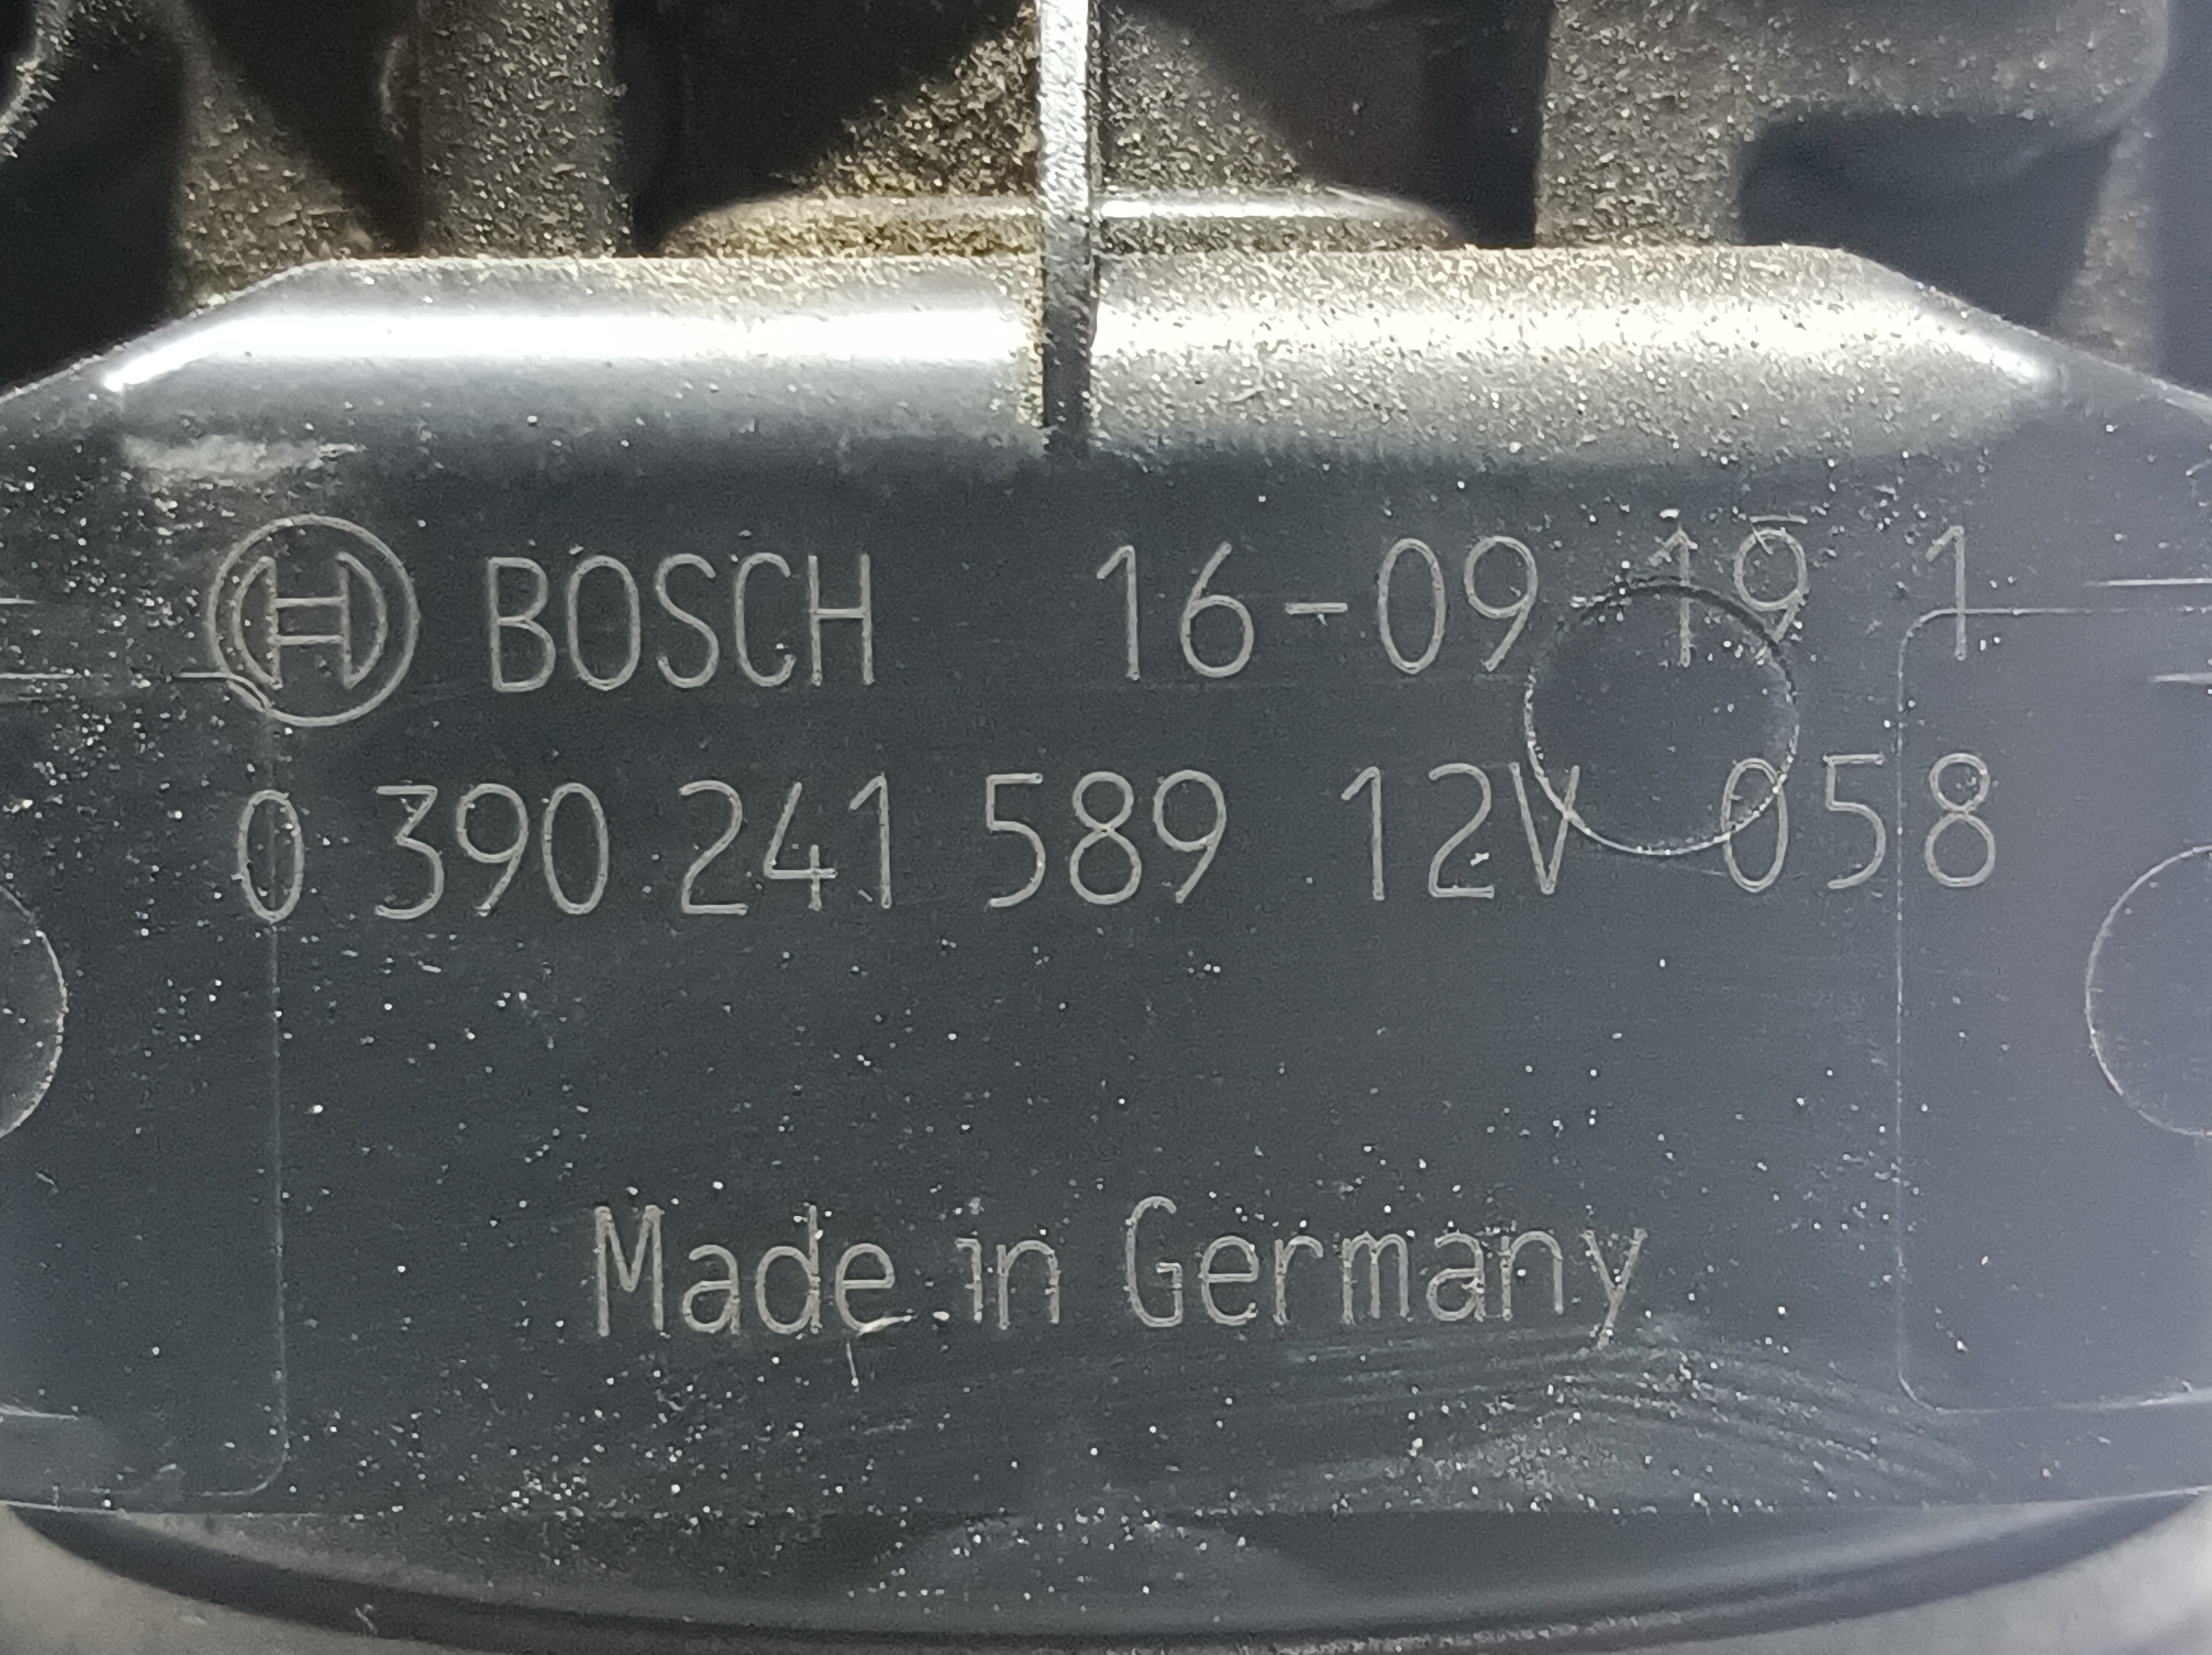 BOSCH 16-09-19 1
0 390 241 589 12V 058
Made in Germany